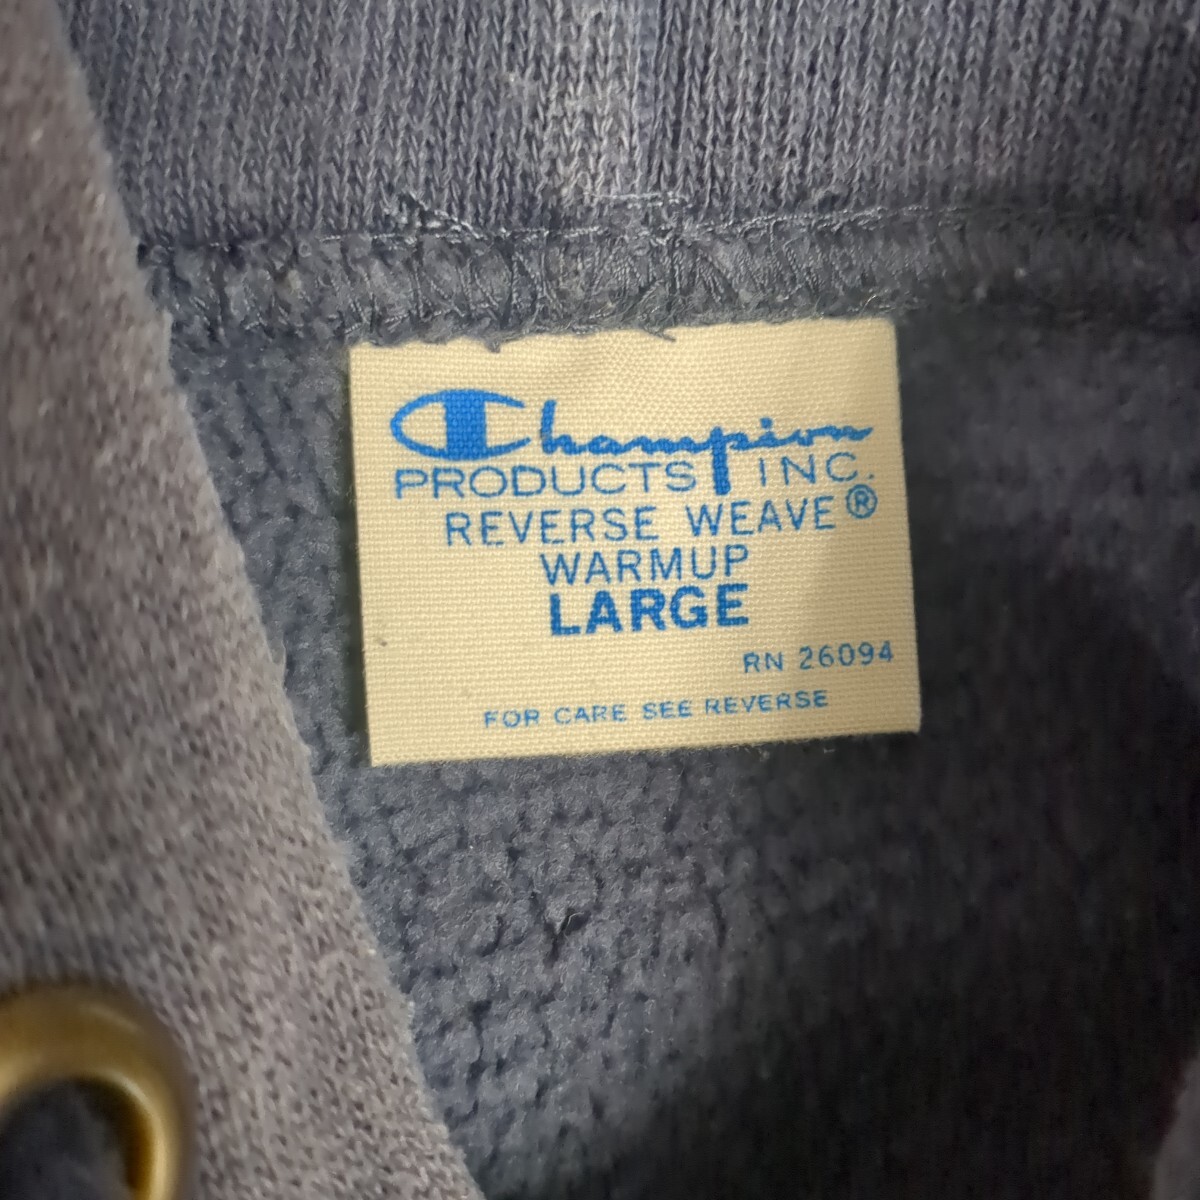 Champion
PRODUCTS INC.
REVERSE WEAVE®
WARMUP
LARGE
RN 26094
FOR CARE SEE REVERSE